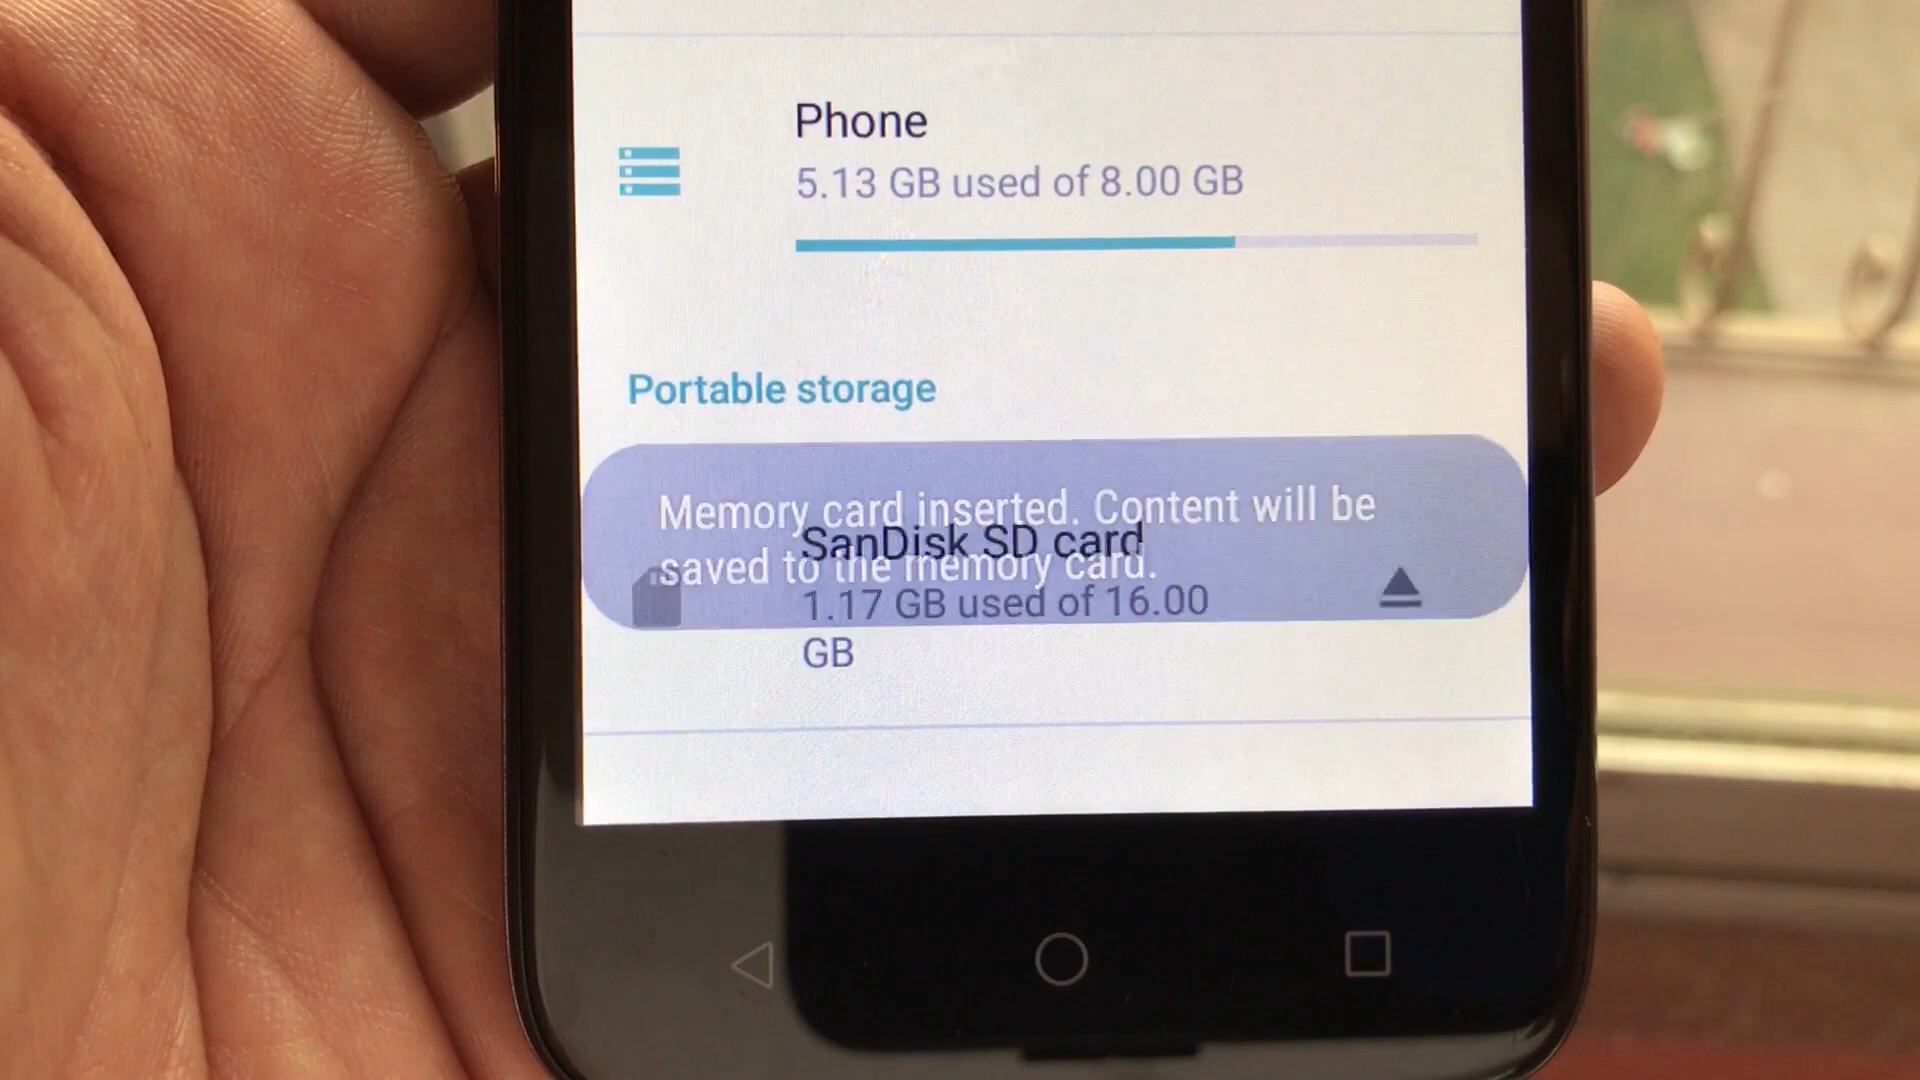 Phone
5.13 GB used of 8.00 GB
Portable storage
Memory card inserted. Content will be
SanDisk SD card
saved to the memory card.
1.17 GB used of 16.00
GB